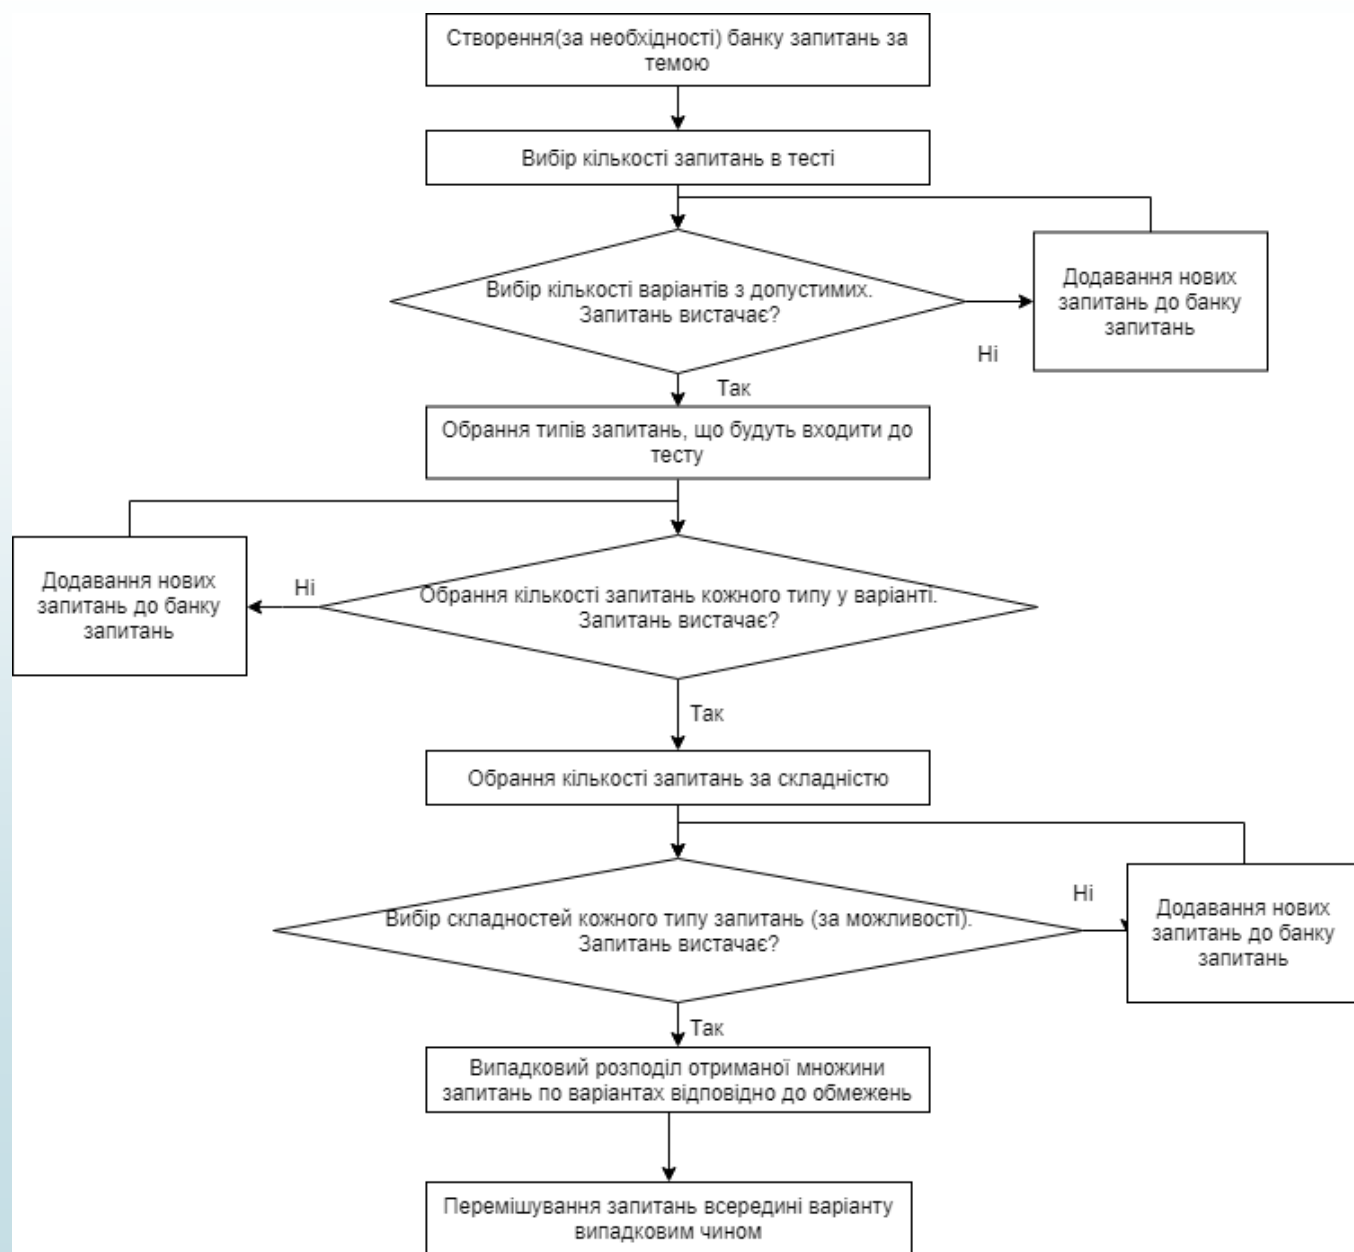 Створення(за необхідності) банку запитань за
темою
Вибір кількості запитань в тесті
Вибір кількості варіантів з допустимих.
Запитань вистачає?
Додавання нових
запитань до банку
запитань
Ні
Так
Обрання типів запитань, що будуть входити до
тесту
Додавання нових
запитань до банку
запитань
Ні
Обрання кількості запитань кожного типу у варіанті.
Запитань вистачає?
Так
Обрання кількості запитань за складністю
Вибір складностей кожного типу запитань (за можливості).
Запитань вистачає?
Ні
Додавання нових
запитань до банку
запитань
Так
Випадковий розподіл отриманої множини
запитань по варіантах відповідно до обмежень
Перемішування запитань всередині варіанту
випадковим чином